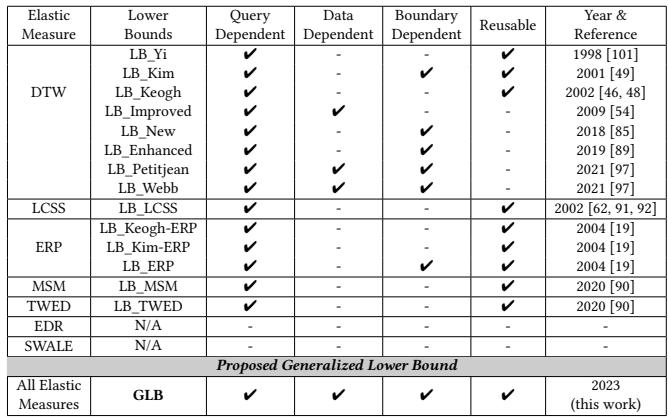 Elastic Measure | Lower Bounds | Query Dependent | Data Dependent | Boundary Dependent | Reusable | Year & Reference
DTW | LB_Yi | ✔ | - | - | ✔ | 1998 [101]
LB_Kim | ✔ | - | ✔ | ✔ | 2001 [49]
LB_Keogh | ✔ | - | - | ✔ | 2002 [46, 48]
LB_Improved | ✔ | ✔ | - | - | 2009 [54]
LB_New | ✔ | - | ✔ | - | 2018 [85]
LB_Enhanced | ✔ | - | ✔ | - | 2019 [89]
LB_Petitjean | ✔ | ✔ | ✔ | - | 2021 [97]
LB_Webb | ✔ | ✔ | ✔ | - | 2021 [97]
LCSS | LB_LCSS | ✔ | - | - | ✔ | 2002 [62, 91, 92]
ERP | LB_Keogh-ERP | ✔ | - | - | ✔ | 2004 [19]
LB_Kim-ERP | ✔ | - | - | ✔ | 2004 [19]
LB_ERP | ✔ | - | ✔ | ✔ | 2004 [19]
MSM | LB_MSM | ✔ | - | - | ✔ | 2020 [90]
TWED | LB_TWED | ✔ | - | - | ✔ | 2020 [90]
EDR | N/A | - | - | - | - | -
SWALE | N/A | - | - | - | - | -
Proposed Generalized Lower Bound
All Elastic Measures | GLB | ✔ | ✔ | ✔ | ✔ | 2023 (this work)